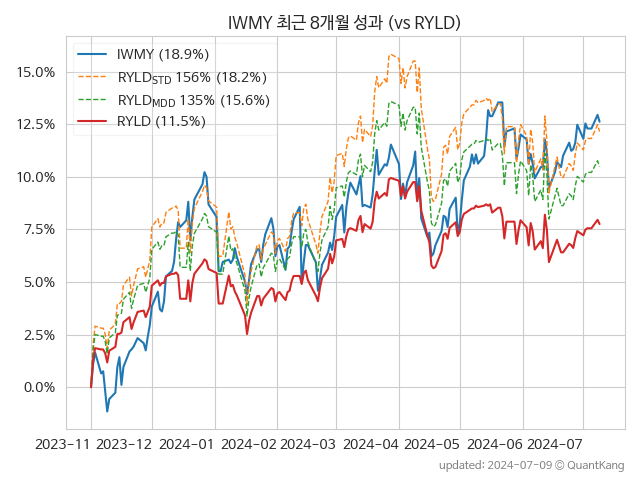 IWMY 최근 8개월 성과 (vs RYLD)
IWMY (18.9%)
RYLD_STD 156% (18.2%)
RYLD_MDD 135% (15.6%)
RYLD (11.5%)
15.0%
12.5%
10.0%
7.5%
5.0%
2.5%
0.0%
2023-11 2023-12 2024-01 2024-02 2024-03 2024-04 2024-05 2024-06 2024-07
updated: 2024-07-09 © QuantKang